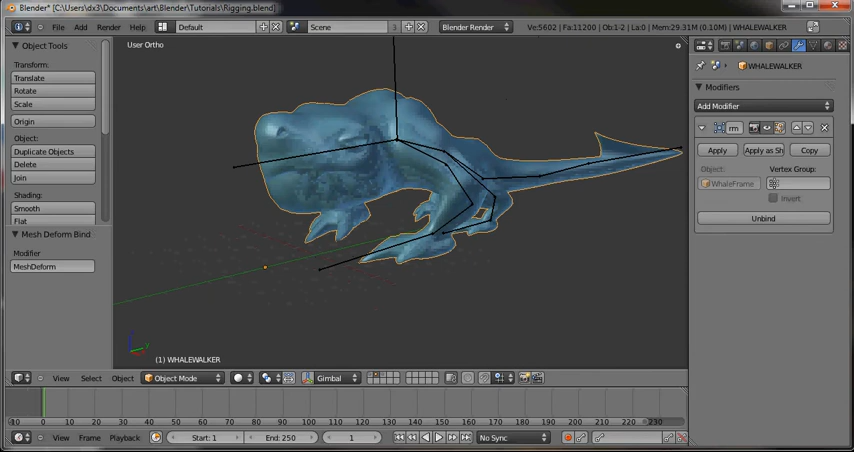 Blender* [C:\Users\dx3\Documents\art\Blender\Tutorials\Rigging.blend]
File Add Render Window Help Default Scene 3 Blender Render Ve:5602 | Fa:11200 | Ob:1-2 | La:0 | Mem:29.31M (0.10M) | WHALEWALKER
Object Tools
Transform:
Translate
Rotate
Scale
Origin
Object:
Duplicate Objects
Delete
Join
Shading:
Smooth
Flat
Mesh Deform Bind
Modifier
MeshDeform
User Ortho
(1) WHALEWALKER
WHALEWALKER
Modifiers
Add Modifier
rm
Apply Apply as Sh Copy
Object: Vertex Group:
WhaleFrame
Invert
Unbind
View Select Object Object Mode Gimbal
-10 0 10 20 30 40 50 60 70 80 90 100 110 120 130 140 150 160 170 180 190 200 210 220 230
View Frame Playback Start: 1 End: 250 1 No Sync